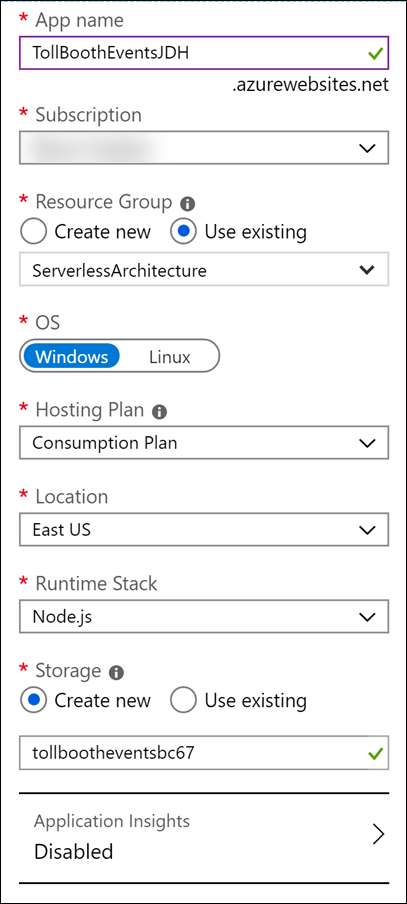 * App name
TollBoothEventsJDH
.azurewebsites.net
* Subscription
* Resource Group
Create new Use existing
ServerlessArchitecture
* OS
Windows Linux
* Hosting Plan
Consumption Plan
* Location
East US
* Runtime Stack
Node.js
* Storage
Create new Use existing
tollbootheventsbc67
Application Insights
Disabled